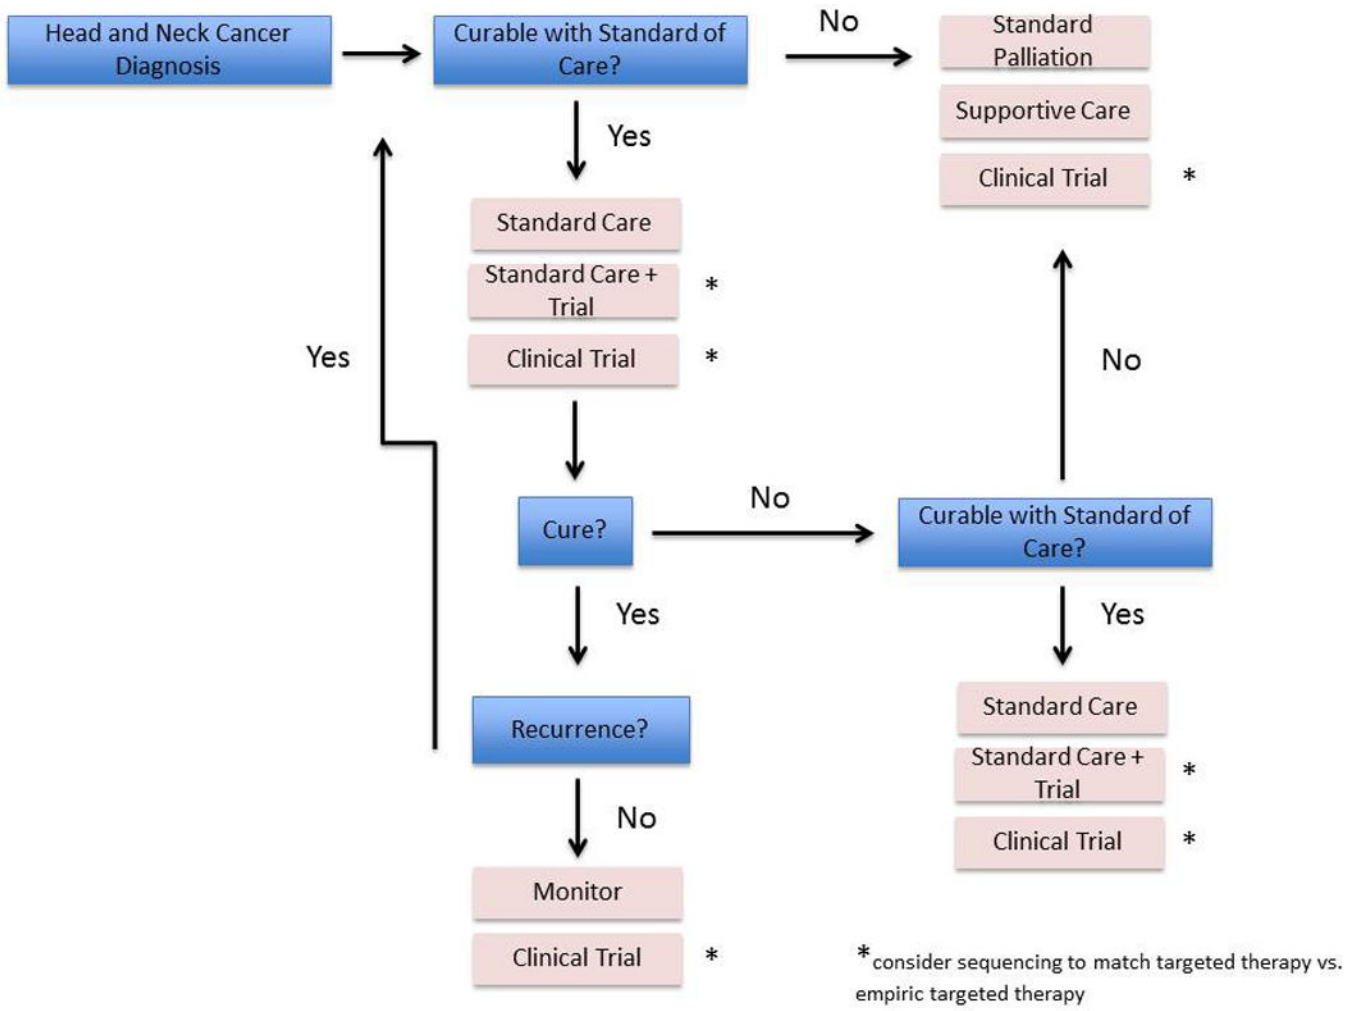 Head and Neck Cancer
Diagnosis
Curable with Standard of
Care?
No
Standard
Palliation
Supportive Care
Clinical Trial *
Yes
Standard Care
Standard Care +
Trial
*
Clinical Trial *
Yes
No
Cure?
No
Curable with Standard of
Care?
Yes
Yes
Recurrence?
Standard Care
Standard Care +
Trial
*
Clinical Trial *
No
Monitor
Clinical Trial *
*consider sequencing to match targeted therapy vs.
empiric targeted therapy